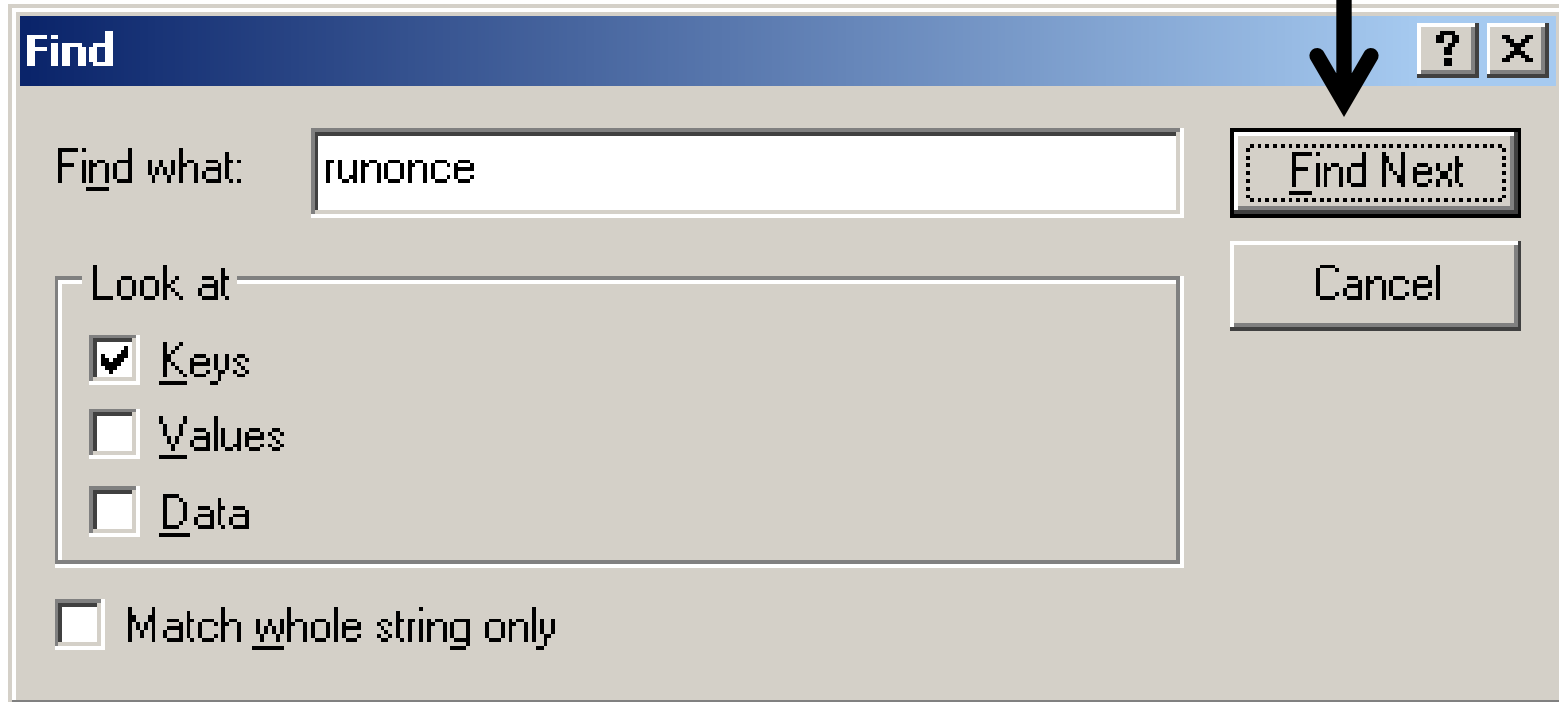 Find
Find what: runonce Find Next
Cancel
Look at
Keys
Values
Data
Match whole string only